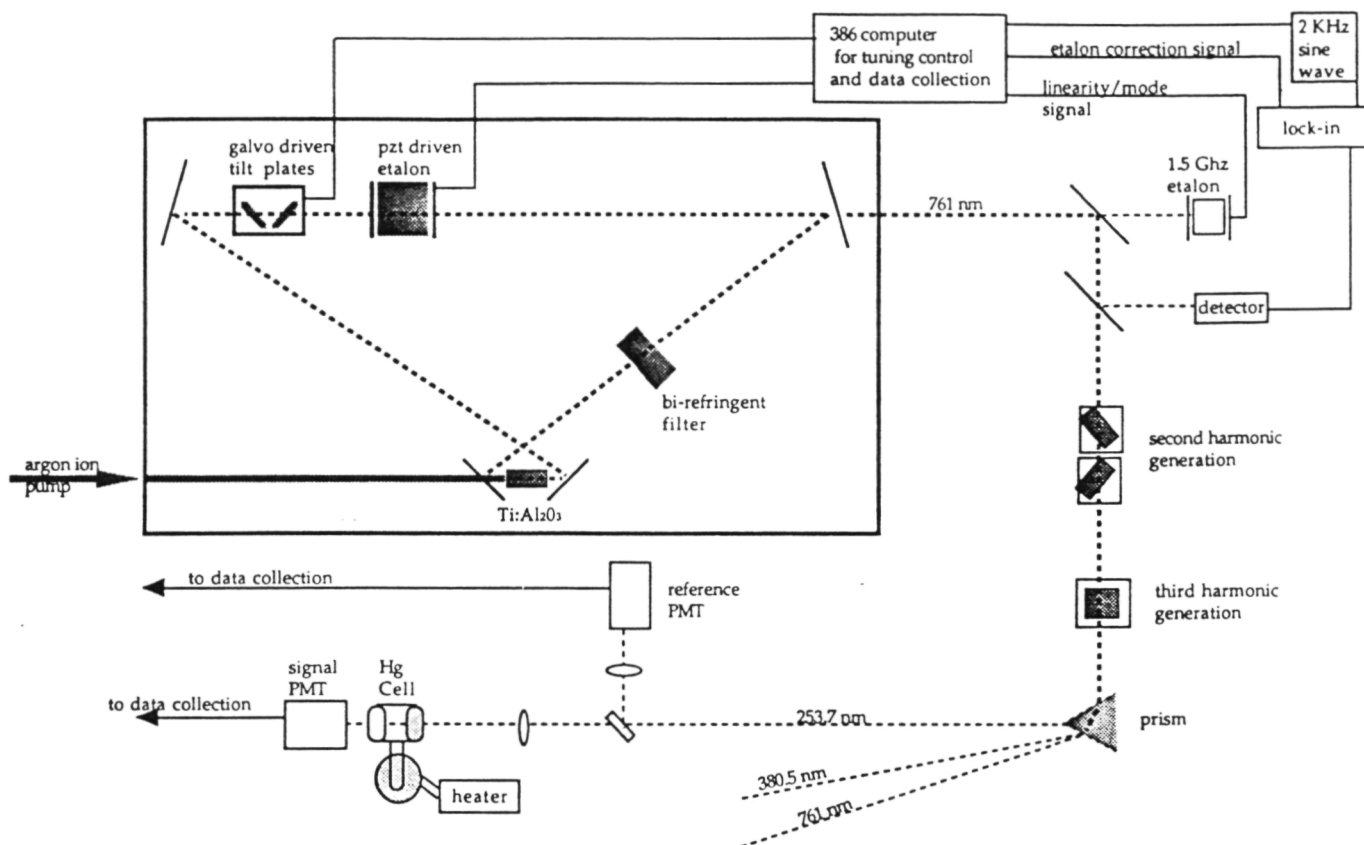 386 computer
for tuning control
and data collection
etalon correction signal
linearity/mode
signal
2 KHz
sine
wave
lock-in
galvo driven
tilt plates
pzt driven
etalon
761 nm
1.5 Ghz
etalon
detector
bi-refringent
filter
second harmonic
generation
argon ion
pump
Ti:Al₂0₃
to data collection
reference
PMT
third harmonic
generation
signal
PMT
Hg
Cell
to data collection
253.7 nm
prism
380.5 nm
heater
761 nm